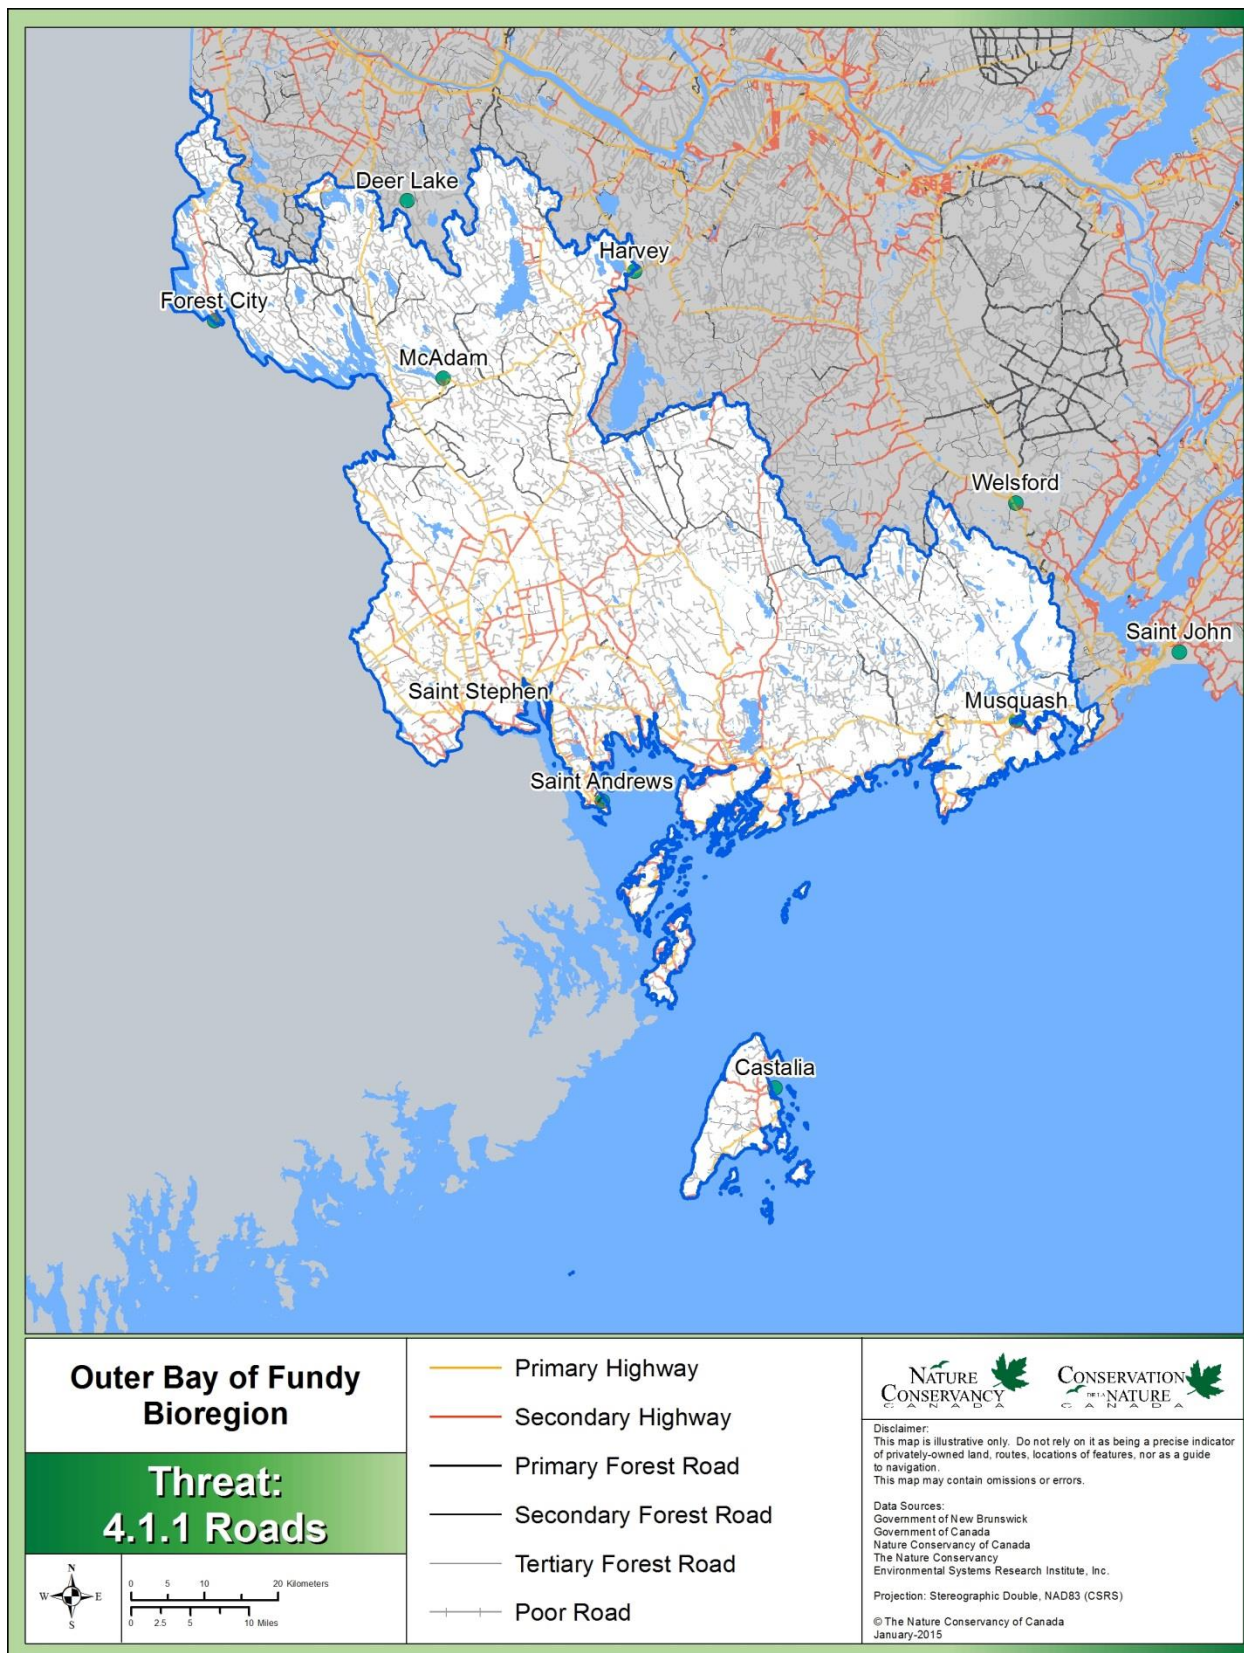 Deer Lake
Harvey
Forest City
McAdam
Welsford
Saint John
Saint Stephen
Musquash
Saint Andrews
Castalia
Outer Bay of Fundy
Bioregion
Threat:
4.1.1 Roads
N
W E
S
0 5 10 20 Kilometers
0 2.5 5 10 Miles
Primary Highway
Secondary Highway
Primary Forest Road
Secondary Forest Road
Tertiary Forest Road
Poor Road
NATURE
CONSERVANCY
CANADA
CONSERVATION
DE LA NATURE
CANADA
Disclaimer:
This map is illustrative only. Do not rely on it as being a precise indicator
of privately-owned land, routes, locations of features, nor as a guide
to navigation.
This map may contain omissions or errors.
Data Sources:
Government of New Brunswick
Government of Canada
Nature Conservancy of Canada
The Nature Conservancy
Environmental Systems Research Institute, Inc.
Projection: Stereographic Double, NAD83 (CSRS)
© The Nature Conservancy of Canada
January-2015